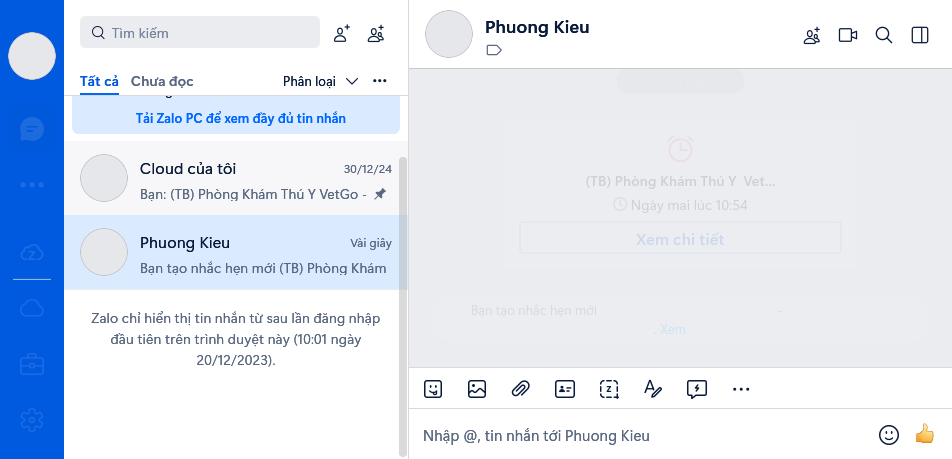 Tìm kiếm
Tất cả Chưa đọc Phân loại
Tải Zalo PC để xem đầy đủ tin nhắn
Cloud của tôi 30/12/24
Bạn: (TB) Phòng Khám Thú Y VetGo -
Phuong Kieu Vài giây
Bạn tạo nhắc hẹn mới (TB) Phòng Khám
Zalo chỉ hiển thị tin nhắn từ sau lần đăng nhập
đầu tiên trên trình duyệt này (10:01 ngày
20/12/2023).
Phuong Kieu
(TB) Phòng Khám Thú Y Vet...
Ngày mai lúc 10:54
Xem chi tiết
Bạn tạo nhắc hẹn mới -
. Xem
Nhập @, tin nhắn tới Phuong Kieu